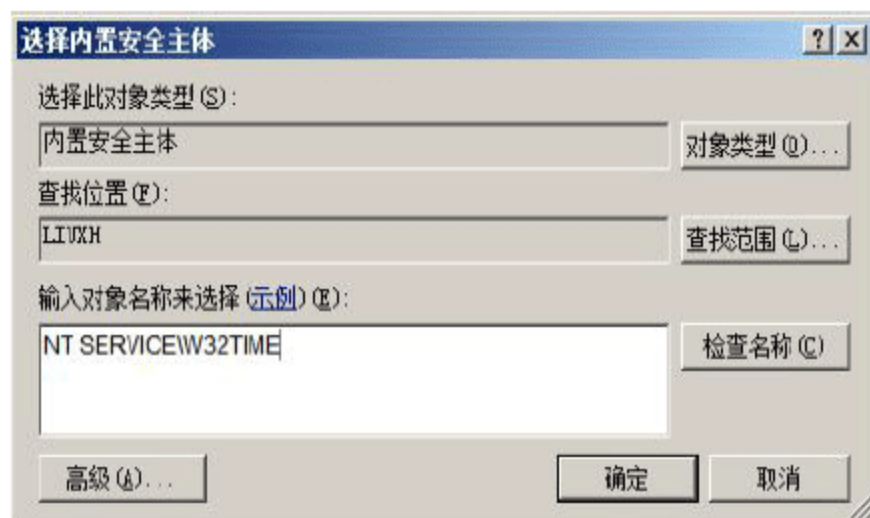 选择内置安全主体
选择此对象类型(S):
内置安全主体
对象类型(O)...
查找位置(F):
LIUXH
查找范围(L)...
输入对象名称来选择(示例)(E):
NT SERVICE\W32TIME
检查名称(C)
高级(A)...
确定
取消